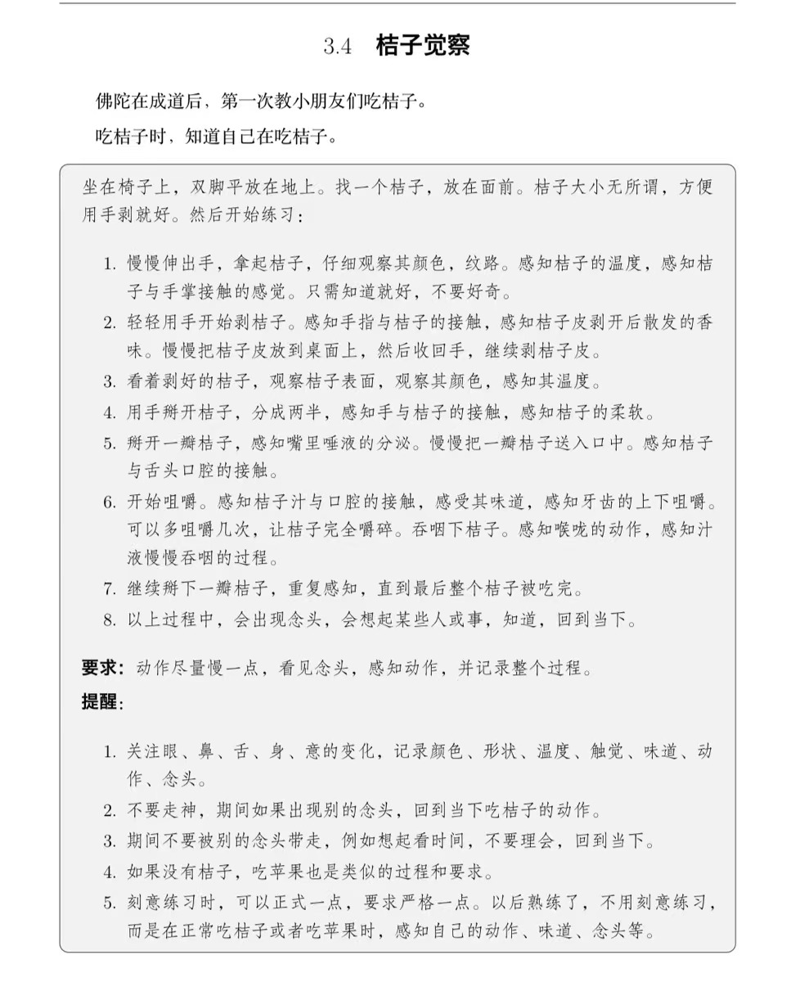 3.4 桔子觉察
佛陀在成道后，第一次教小朋友们吃桔子。
吃桔子时，知道自己在吃桔子。
坐在椅子上，双脚平放在地上。找一个桔子，放在面前。桔子大小无所谓，方便
用手剥就好。然后开始练习：
1. 慢慢伸出手，拿起桔子，仔细观察其颜色，纹路。感知桔子的温度，感知桔
子与手掌接触的感觉。只需知道就好，不要好奇。
2. 轻轻用手开始剥桔子。感知手指与桔子的接触，感知桔子皮剥开后散发的香
味。慢慢把桔子皮放到桌面上，然后收回手，继续剥桔子皮。
3. 看着剥好的桔子，观察桔子表面，观察其颜色，感知其温度。
4. 用手掰开桔子，分成两半，感知手与桔子的接触，感知桔子的柔软。
5. 掰开一瓣桔子，感知嘴里唾液的分泌。慢慢把一瓣桔子送入口中。感知桔子
与舌头口腔的接触。
6. 开始咀嚼。感知桔子汁与口腔的接触，感受其味道，感知牙齿的上下咀嚼。
可以多咀嚼几次，让桔子完全嚼碎。吞咽下桔子。感知喉咙的动作，感知汁
液慢慢吞咽的过程。
7. 继续掰下一瓣桔子，重复感知，直到最后整个桔子被吃完。
8. 以上过程中，会出现念头，会想起某些人或事，知道，回到当下。
要求：动作尽量慢一点，看见念头，感知动作，并记录整个过程。
提醒：
1. 关注眼、鼻、舌、身、意的变化，记录颜色、形状、温度、触觉、味道、动
作、念头。
2. 不要走神，期间如果出现别的念头，回到当下吃桔子的动作。
3. 期间不要被别的念头带走，例如想起看时间，不要理会，回到当下。
4. 如果没有桔子，吃苹果也是类似的过程和要求。
5. 刻意练习时，可以正式一点，要求严格一点。以后熟练了，不用刻意练习，
而是在正常吃桔子或者吃苹果时，感知自己的动作、味道、念头等。